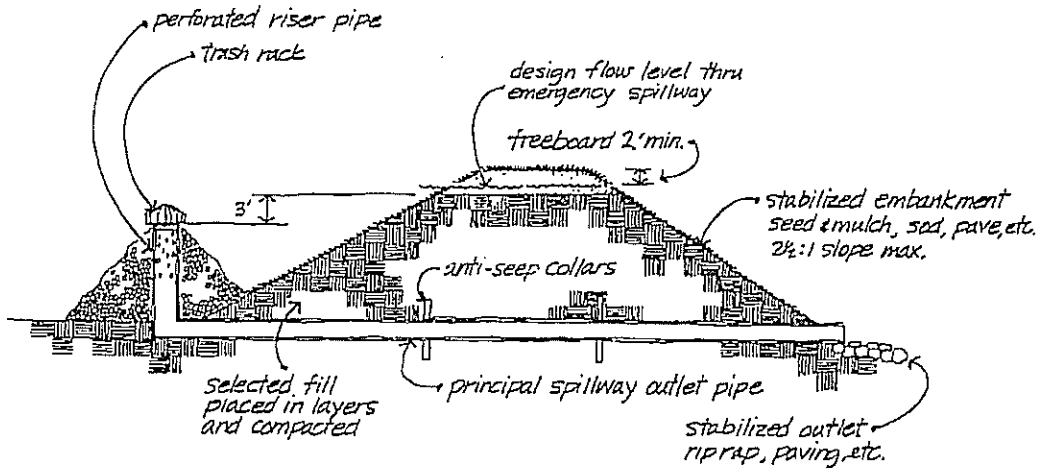 perforated riser pipe
trash rack
design flow level thru
emergency spillway
freeboard 2' min.
3'
stabilized embankment
seed & mulch, sod, pave, etc.
2½:1 slope max.
anti-seep collars
selected fill
placed in layers
and compacted
principal spillway outlet pipe
stabilized outlet
rip rap, paving, etc.